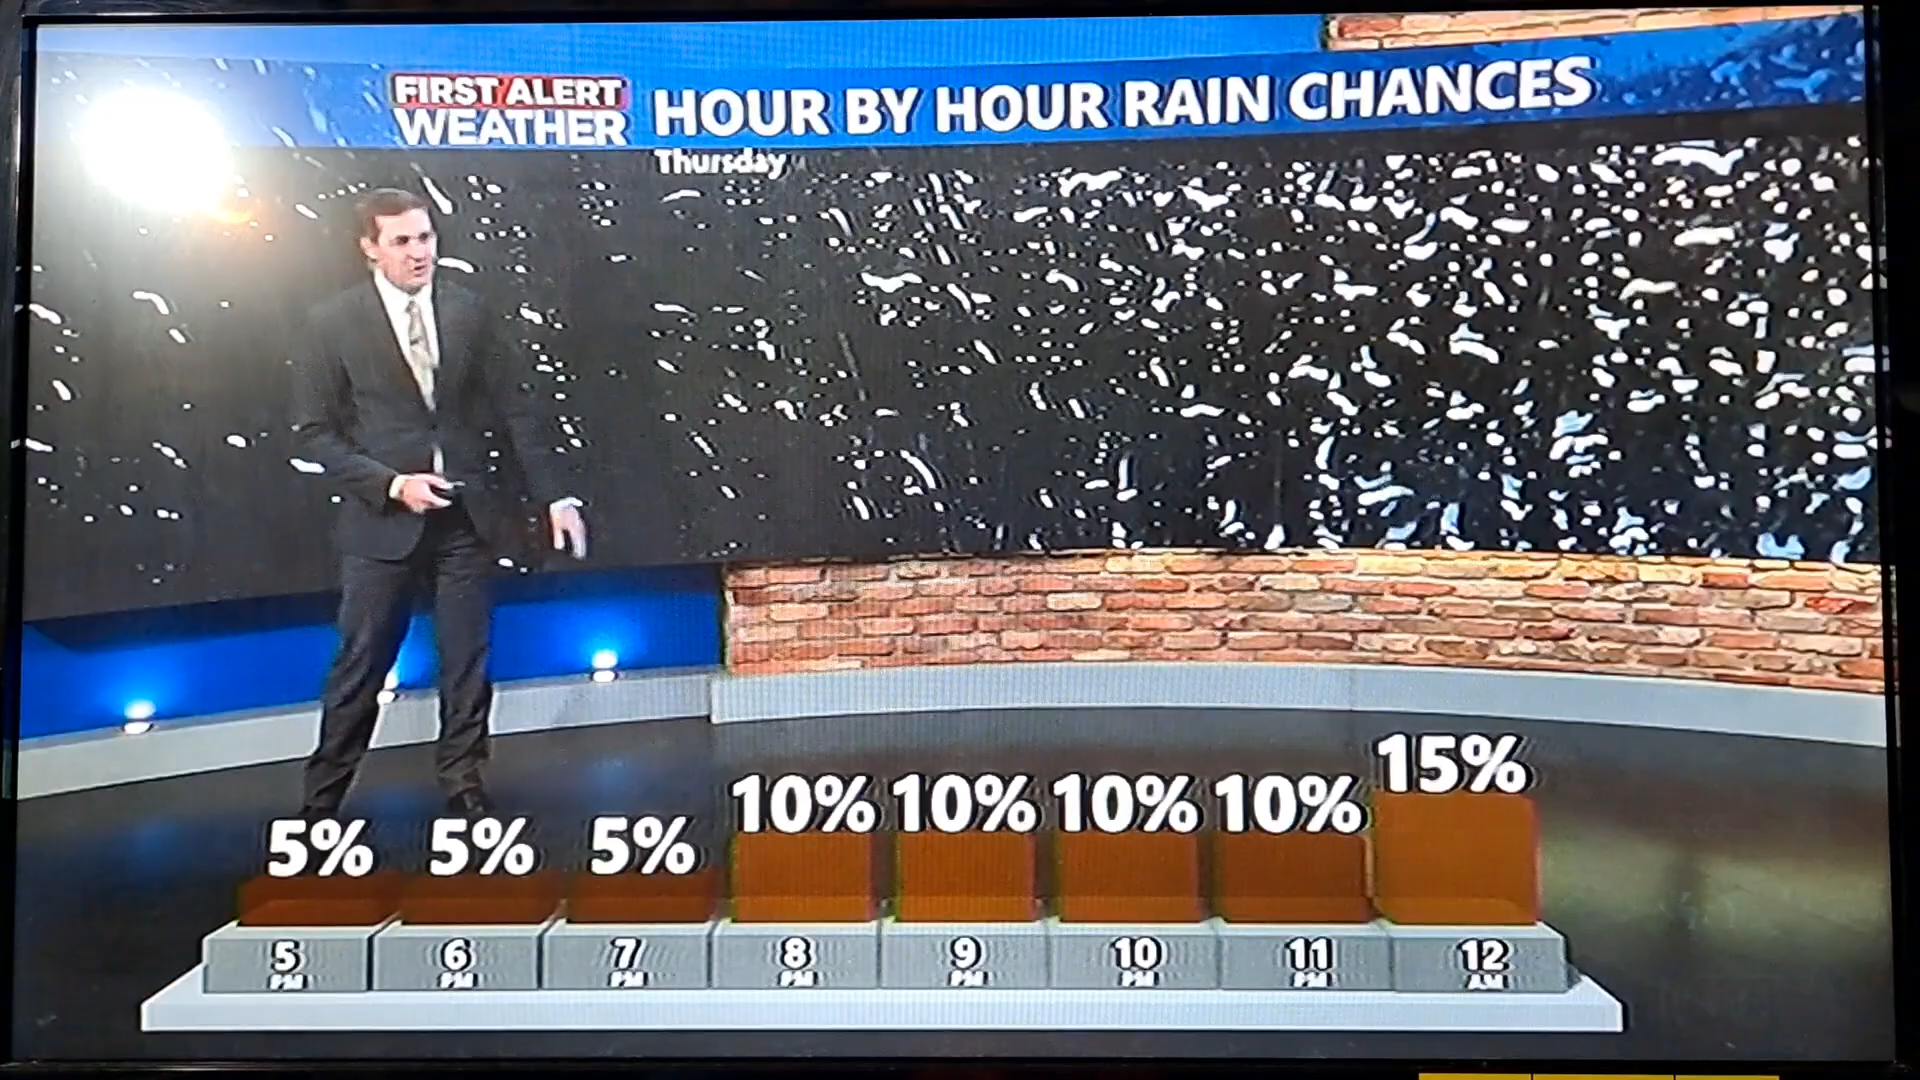 FIRST ALERT
WEATHER
HOUR BY HOUR RAIN CHANCES
Thursday
5% 5% 5% 10% 10% 10% 10% 15%
5 6 7 8 9 10 11 12
PM PM PM PM PM PM PM AM